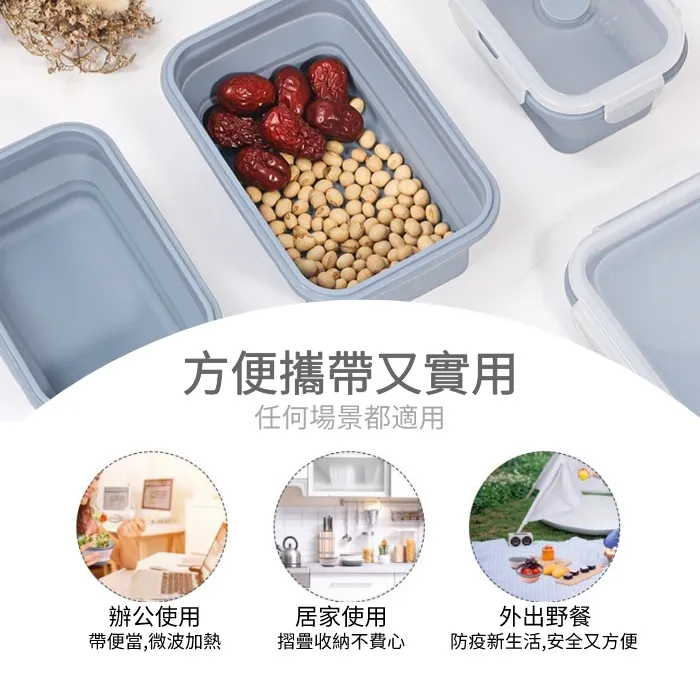 方便攜帶又實用
任何場景都適用
辦公使用
帶便當,微波加熱
居家使用
摺疊收納不費心
外出野餐
防疫新生活,安全又方便